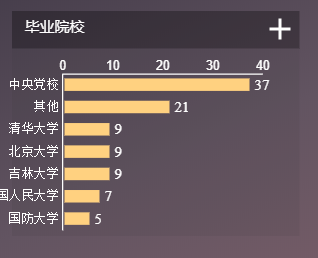 毕业院校
0 10 20 30 40
中央党校 37
其他 21
清华大学 9
北京大学 9
吉林大学 9
国人民大学 7
国防大学 5